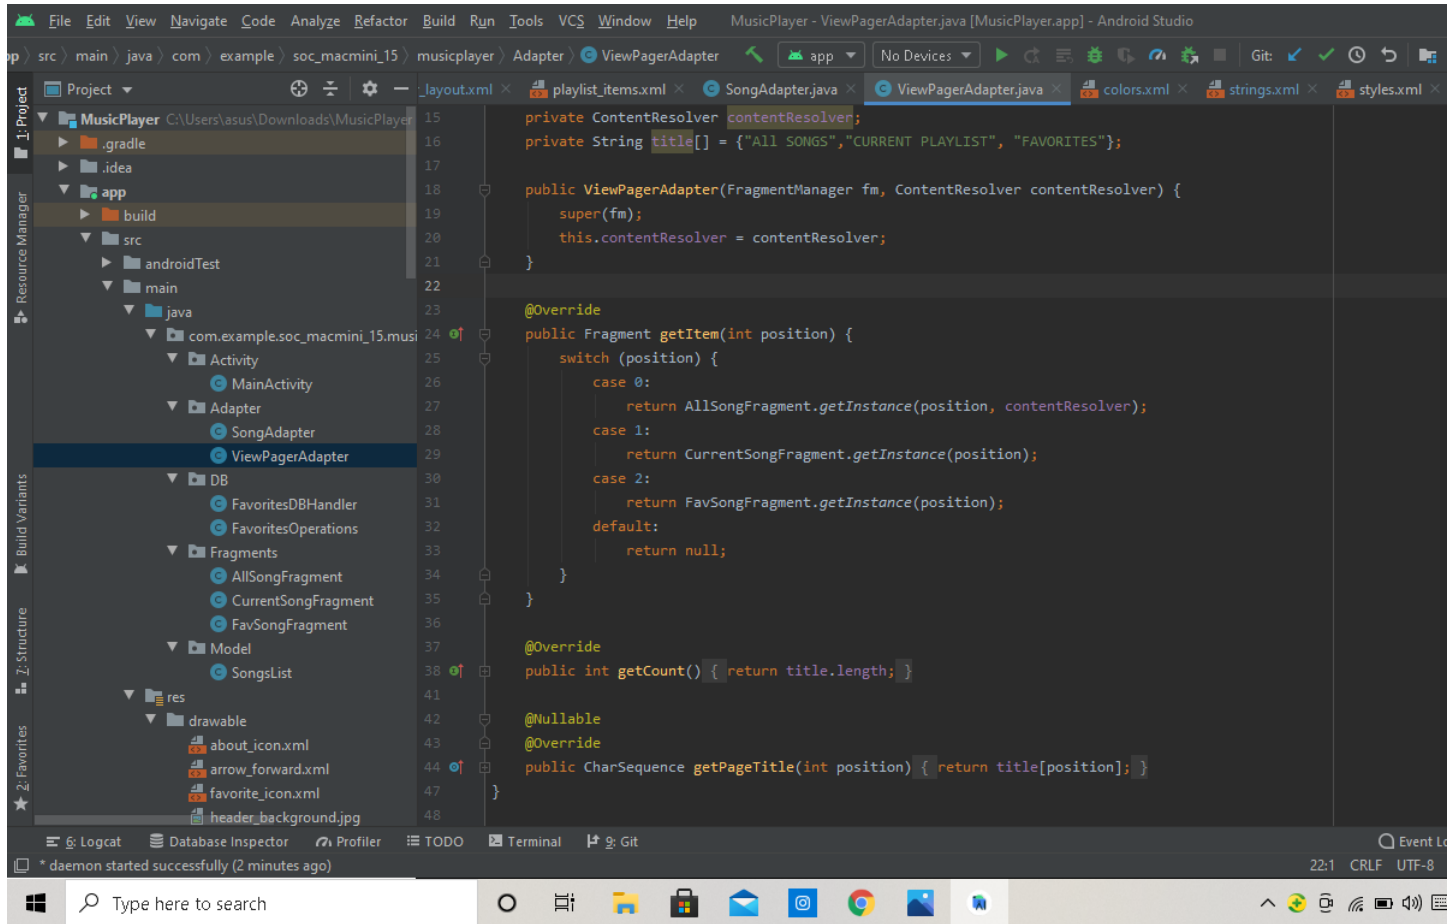 File Edit View Navigate Code Analyze Refactor Build Run Tools VCS Window Help MusicPlayer - ViewPagerAdapter.java [MusicPlayer.app] - Android Studio
src main java com example soc_macmini_15 musicplayer Adapter ViewPagerAdapter app No Devices Git:
Project _layout.xml playlist_items.xml SongAdapter.java ViewPagerAdapter.java colors.xml strings.xml styles.xml
1: Project
Resource Manager
Build Variants
7: Structure
2: Favorites
MusicPlayer C:\Users\asus\Downloads\MusicPlayer
.gradle
.idea
app
build
src
androidTest
main
java
com.example.soc_macmini_15.musi
Activity
MainActivity
Adapter
SongAdapter
ViewPagerAdapter
DB
FavoritesDBHandler
FavoritesOperations
Fragments
AllSongFragment
CurrentSongFragment
FavSongFragment
Model
SongsList
res
drawable
about_icon.xml
arrow_forward.xml
favorite_icon.xml
header_background.jpg
15 private ContentResolver contentResolver;
16 private String title[] = {"All SONGS","CURRENT PLAYLIST", "FAVORITES"};
17
18 public ViewPagerAdapter(FragmentManager fm, ContentResolver contentResolver) {
19 super(fm);
20 this.contentResolver = contentResolver;
21 }
22
23 @Override
24 public Fragment getItem(int position) {
25 switch (position) {
26 case 0:
27 return AllSongFragment.getInstance(position, contentResolver);
28 case 1:
29 return CurrentSongFragment.getInstance(position);
30 case 2:
31 return FavSongFragment.getInstance(position);
32 default:
33 return null;
34 }
35 }
36
37 @Override
38 public int getCount() { return title.length; }
41
42 @Nullable
43 @Override
44 public CharSequence getPageTitle(int position) { return title[position]; }
47 }
48
6: Logcat Database Inspector Profiler TODO Terminal 9: Git Event Lo
* daemon started successfully (2 minutes ago) 22:1 CRLF UTF-8
Type here to search